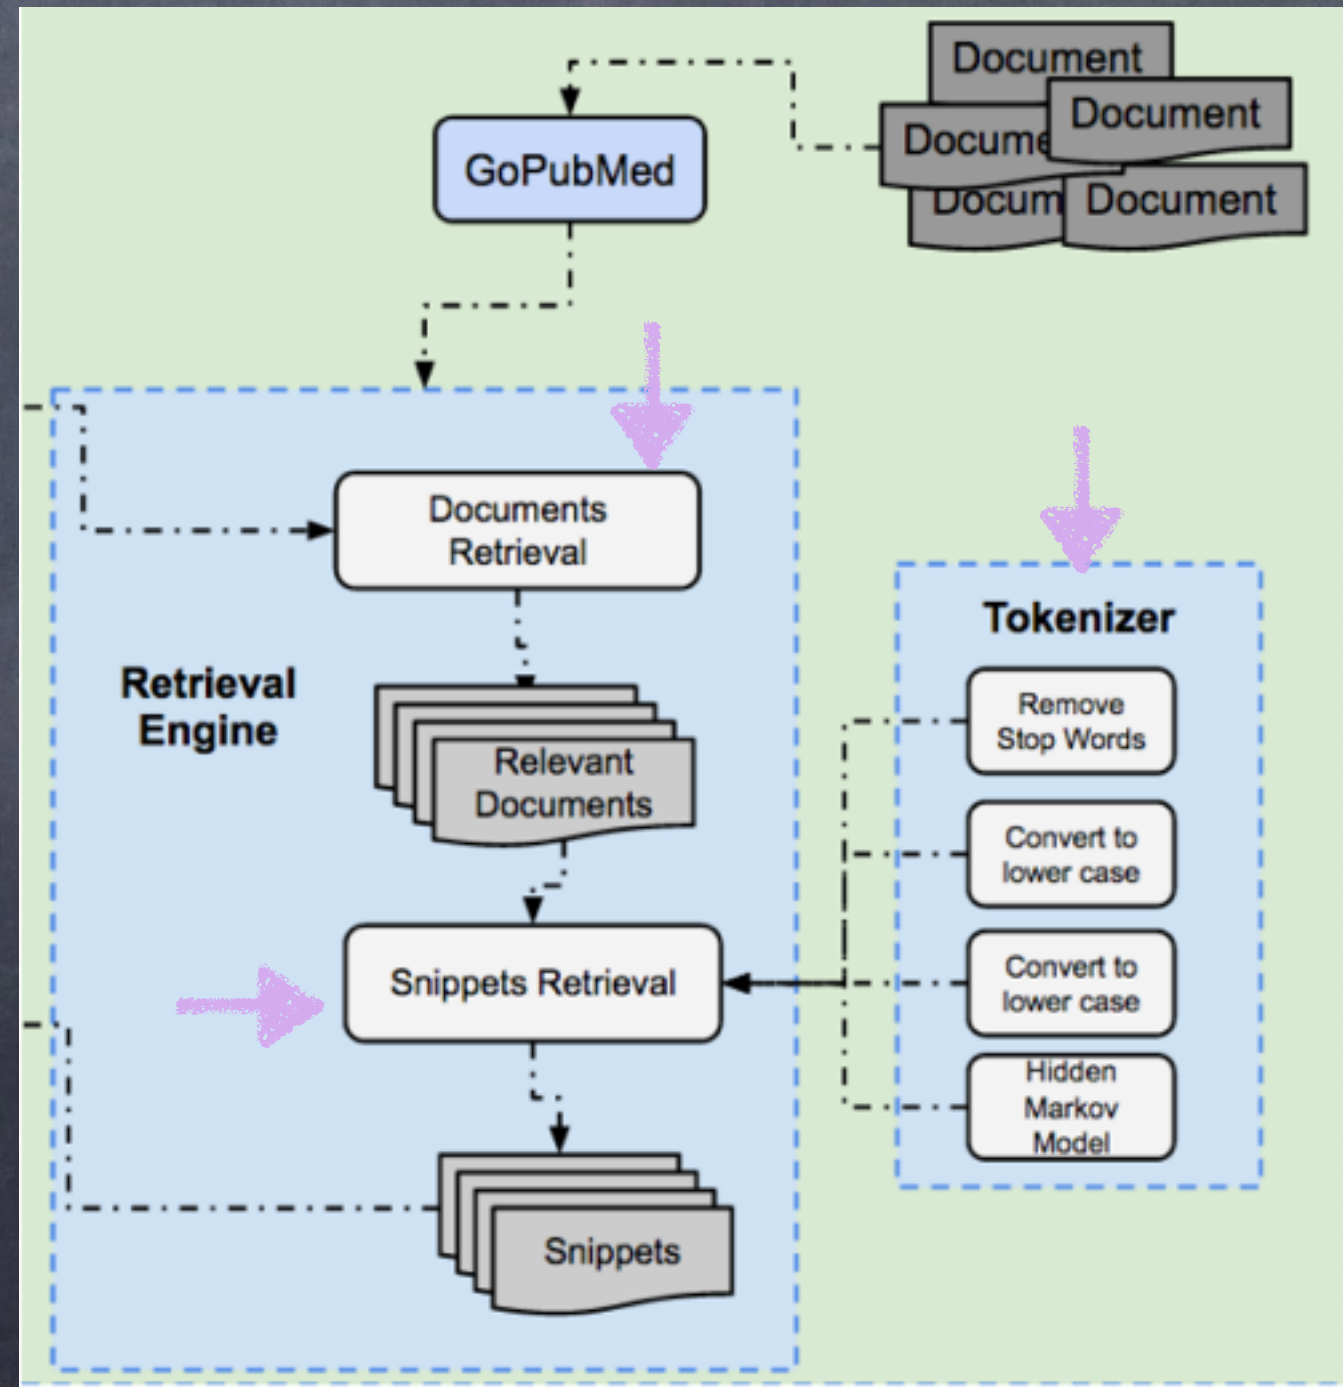 Document
Document
Docume
Docum
Document
GoPubMed
Documents
Retrieval
Retrieval
Engine
Relevant
Documents
Snippets Retrieval
Snippets
Tokenizer
Remove
Stop Words
Convert to
lower case
Convert to
lower case
Hidden
Markov
Model